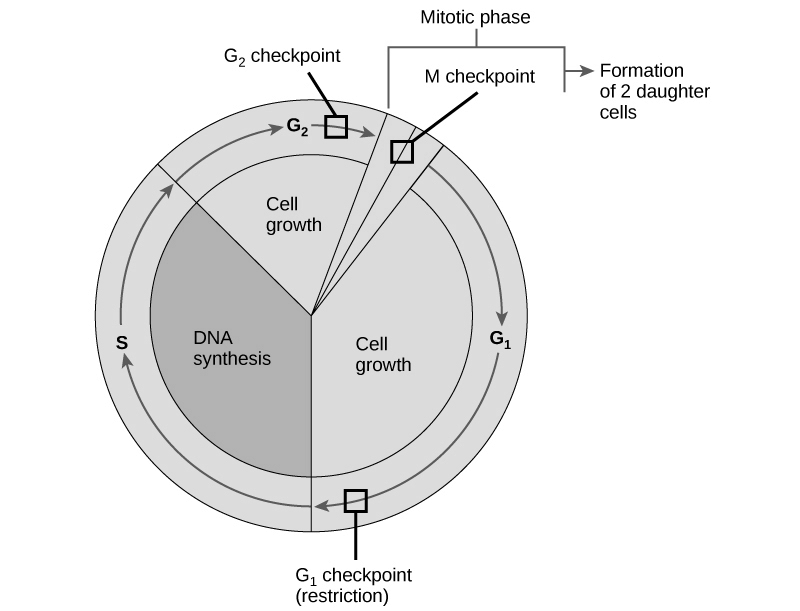 Mitotic phase
G₂ checkpoint
M checkpoint
Formation
of 2 daughter
cells
G₂
Cell
growth
S
DNA
synthesis
Cell
growth
G₁
G₁ checkpoint
(restriction)